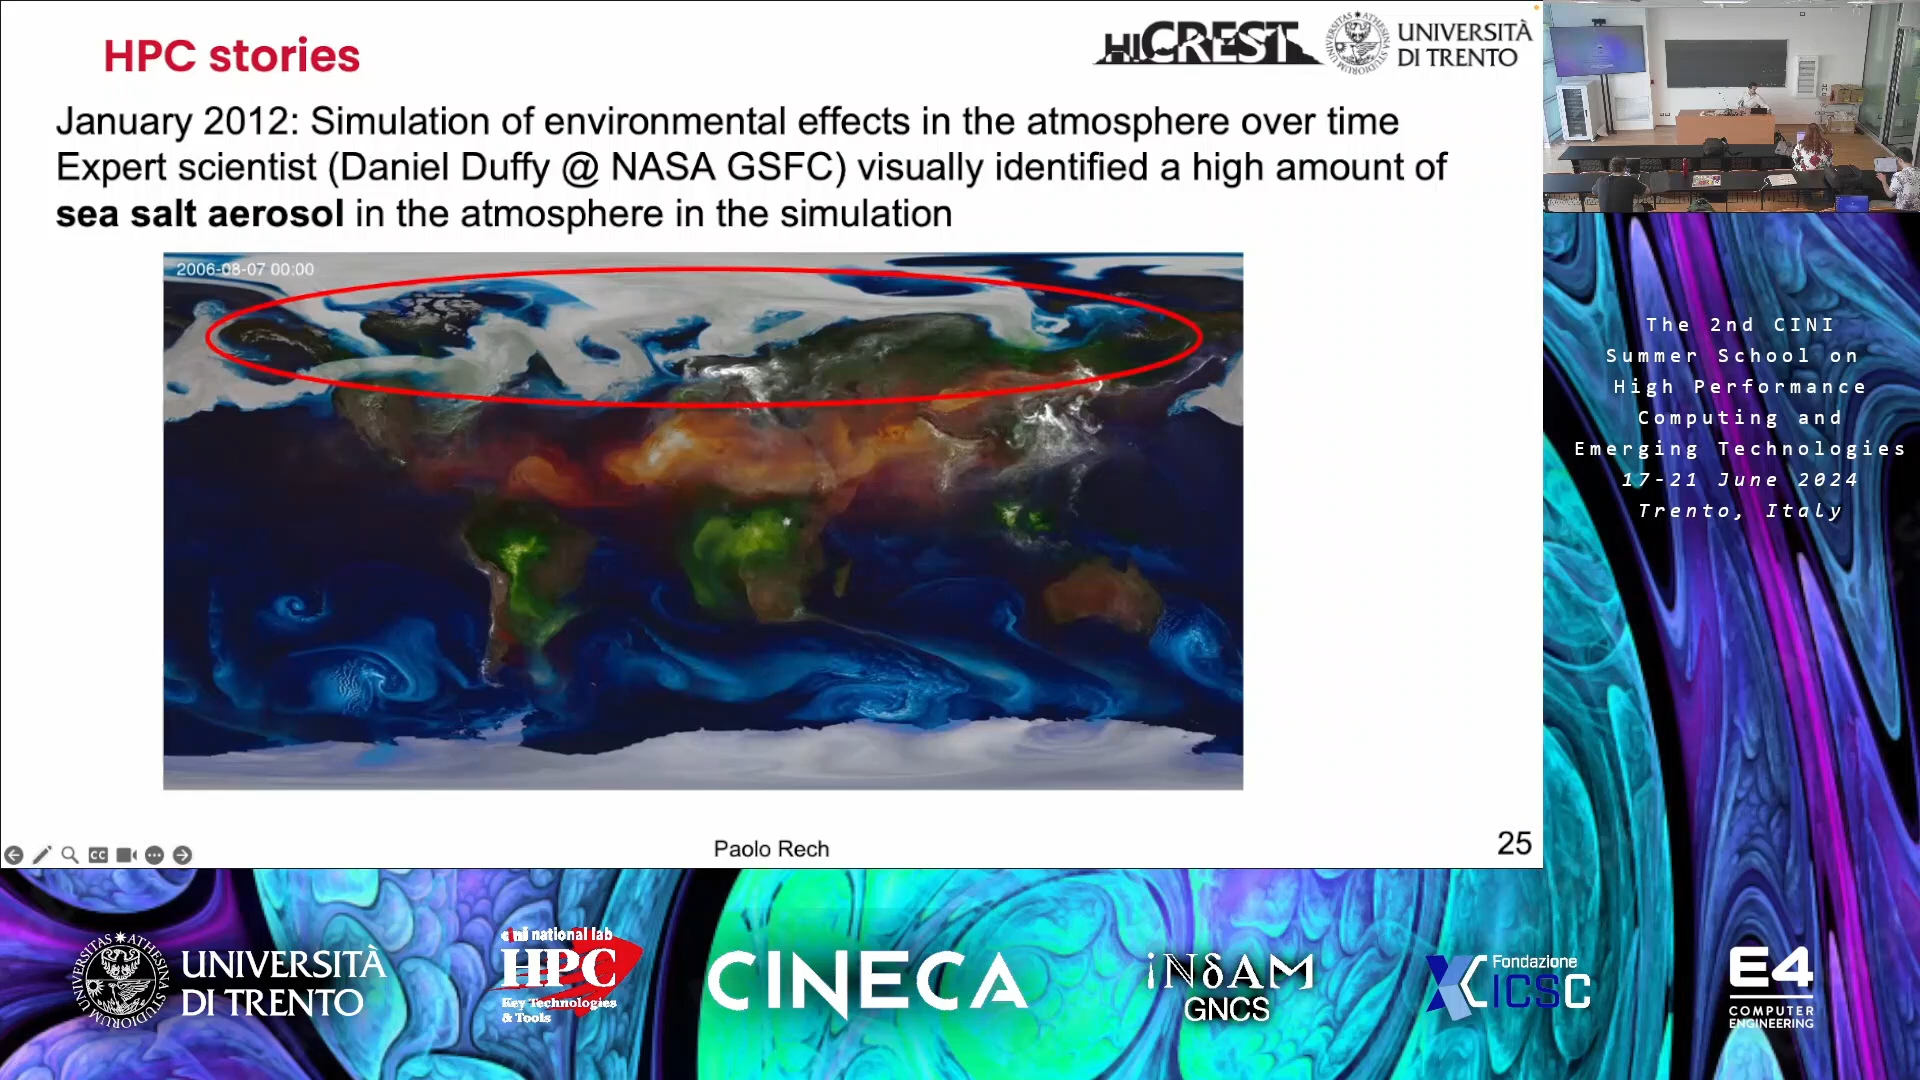 HPC stories
HICREST
UNIVERSITÀ
DI TRENTO
January 2012: Simulation of environmental effects in the atmosphere over time
Expert scientist (Daniel Duffy @ NASA GSFC) visually identified a high amount of
sea salt aerosol in the atmosphere in the simulation
2006-08-07 00:00
Paolo Rech
25
CC
The 2nd CINI
Summer School on
High Performance
Computing and
Emerging Technologies
17-21 June 2024
Trento, Italy
UNIVERSITÀ
DI TRENTO
cini national lab
HPC
Key Technologies
& Tools
CINECA
iNδAM
GNCS
Fondazione
ICSC
E4
COMPUTER
ENGINEERING